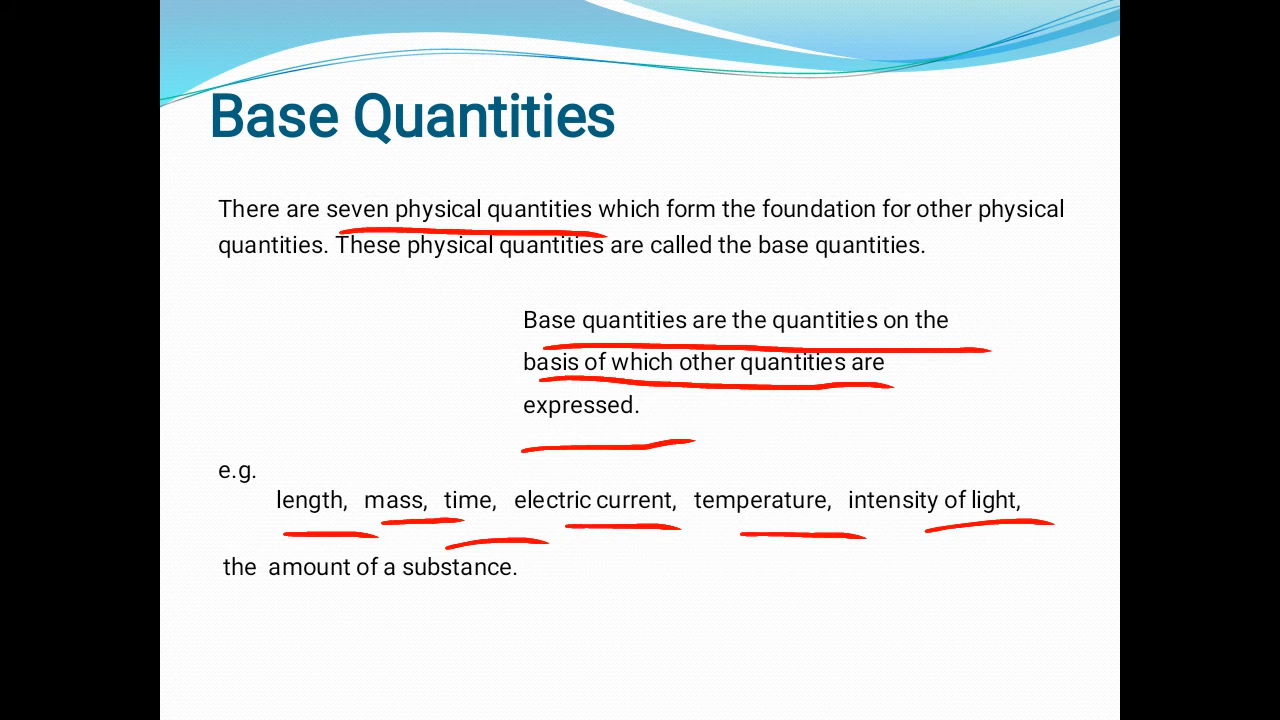 Base Quantities
There are seven physical quantities which form the foundation for other physical
quantities. These physical quantities are called the base quantities.
Base quantities are the quantities on the
basis of which other quantities are
expressed.
e.g.
length, mass, time, electric current, temperature, intensity of light,
the amount of a substance.